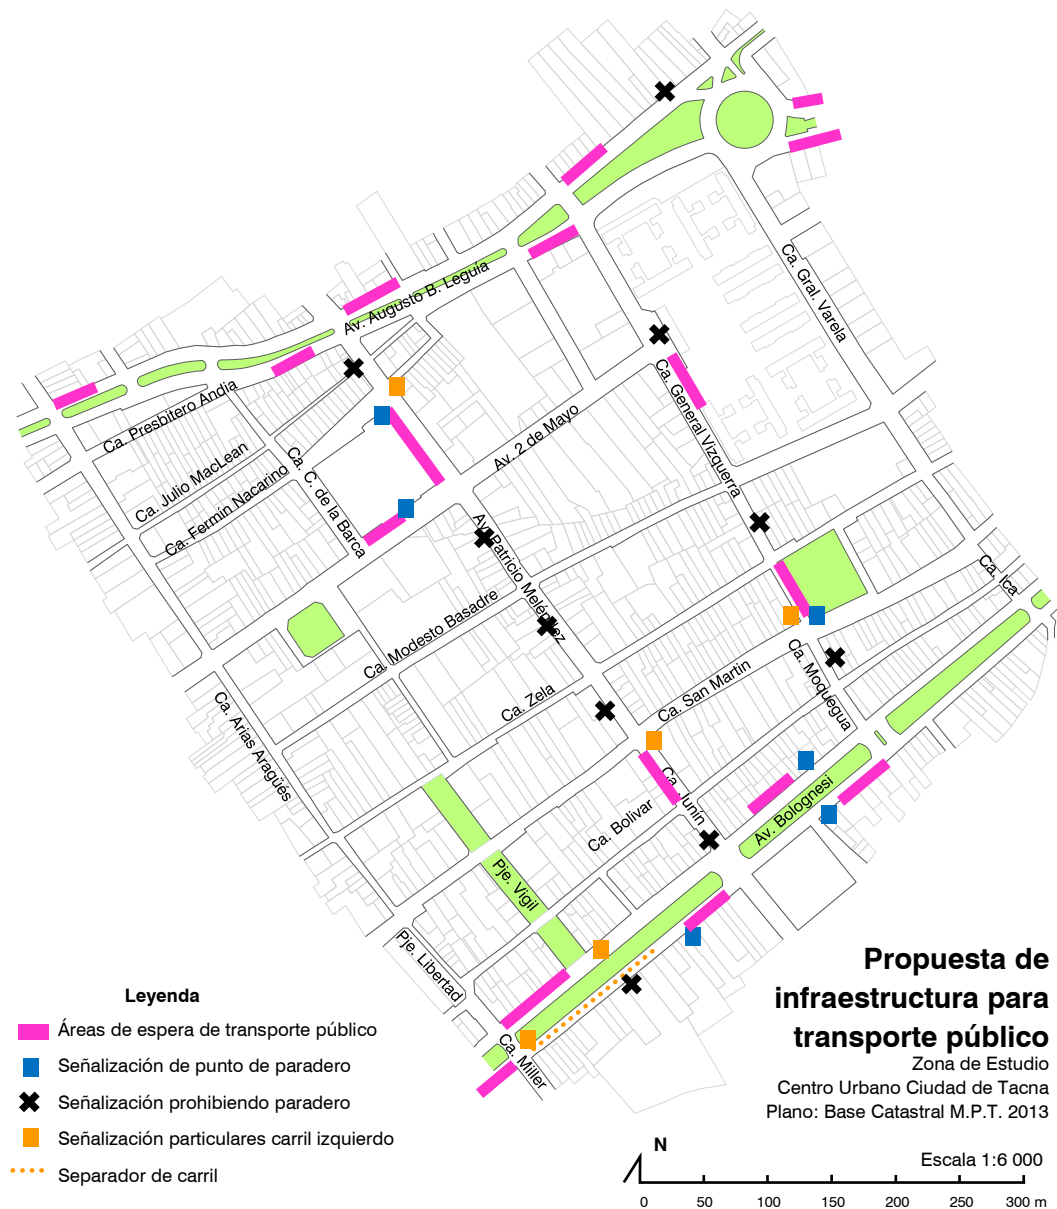 Av. Augusto B. Leguía
Ca. Gral. Varela
Ca. Presbitero Andia
Ca. General Vizquerra
Av. 2 de Mayo
Ca. Julio MacLean
Ca. C. de la Barca
Ca. Fermín Nacarino
Av. Patricio Meléndez
Ca. Ica
Ca. Modesto Basadre
Ca. Moquegua
Ca. San Martin
Ca. Zela
Ca. Arias Aragüés
Ca. Junín
Ca. Bolivar
Av. Bolognesi
Pje. Vigil
Pje. Libertad
Ca. Miller
Leyenda
Áreas de espera de transporte público
Señalización de punto de paradero
Señalización prohibiendo paradero
Señalización particulares carril izquierdo
Separador de carril
Propuesta de
infraestructura para
transporte público
Zona de Estudio
Centro Urbano Ciudad de Tacna
Plano: Base Catastral M.P.T. 2013
N
Escala 1:6 000
0 50 100 150 200 250 300 m